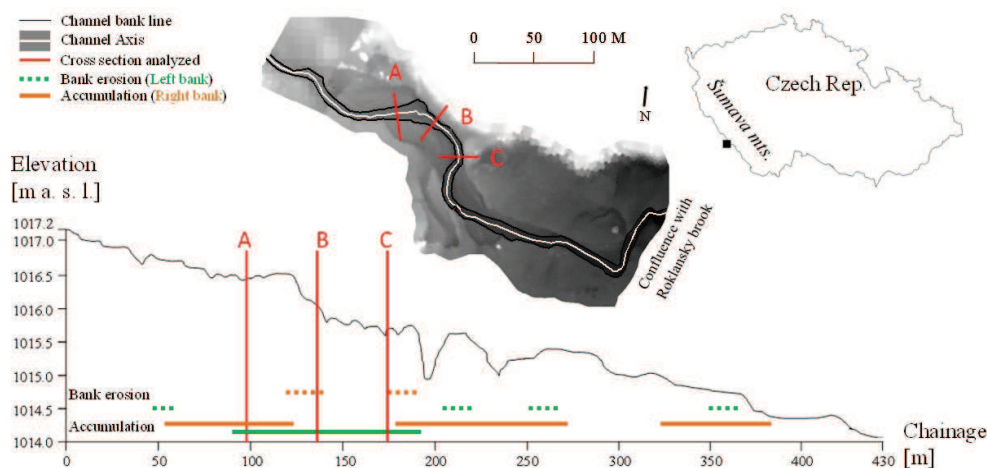 Channel bank line
Channel Axis
Cross section analyzed
Bank erosion (Left bank)
Accumulation (Right bank)
0 50 100 M
A
B
C
N
Czech Rep.
Šumava mts.
Confluence with
Roklansky brook
Elevation
[m a. s. l.]
1017.2
1017.0
1016.5
1016.0
1015.5
1015.0
1014.5
1014.0
A B C
Bank erosion
Accumulation
0 50 100 150 200 250 300 350 400 430
Chainage
[m]